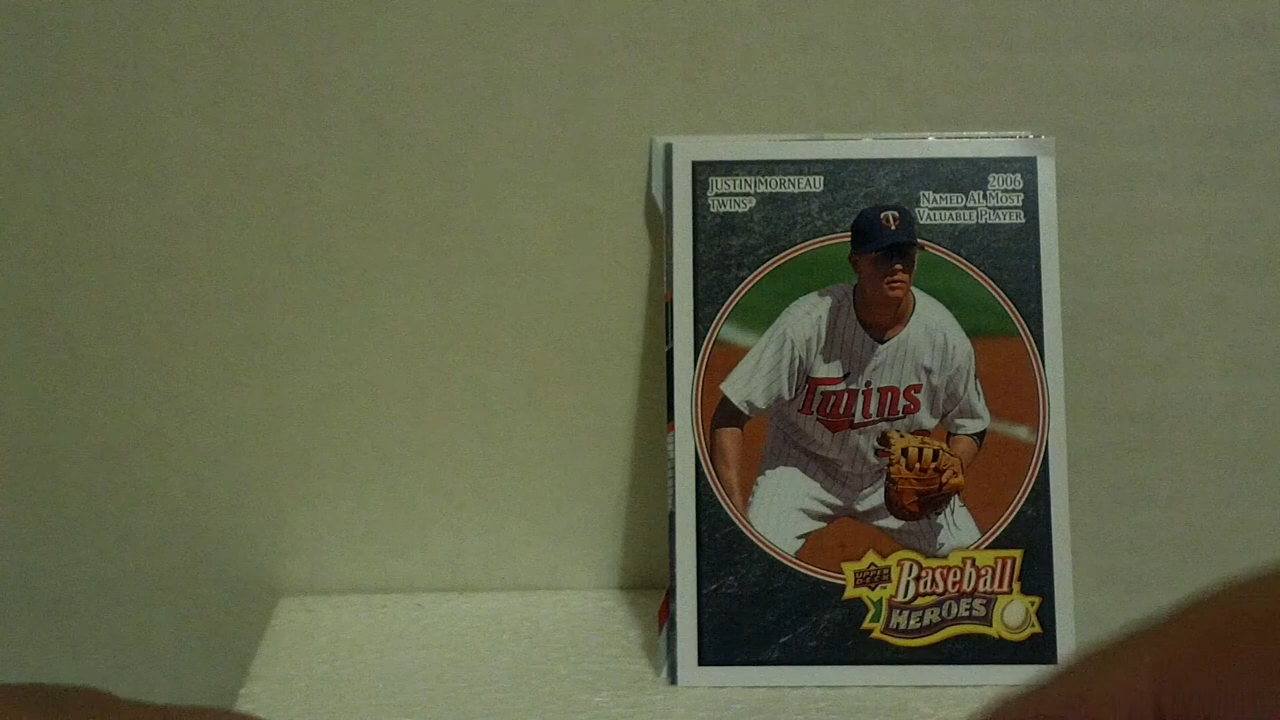 JUSTIN MORNEAU
TWINS®
2006
NAMED AL MOST
VALUABLE PLAYER
T C
Twins
UPPER
DECK
Baseball
HEROES